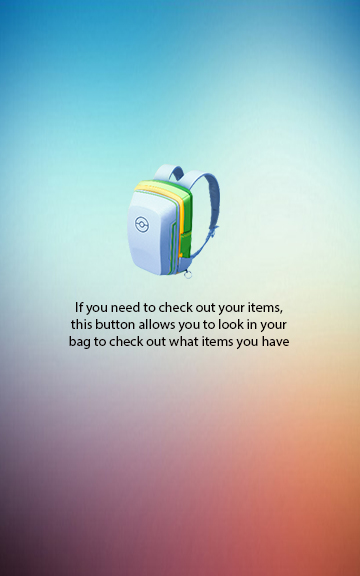 If you need to check out your items,
this button allows you to look in your
bag to check out what items you have